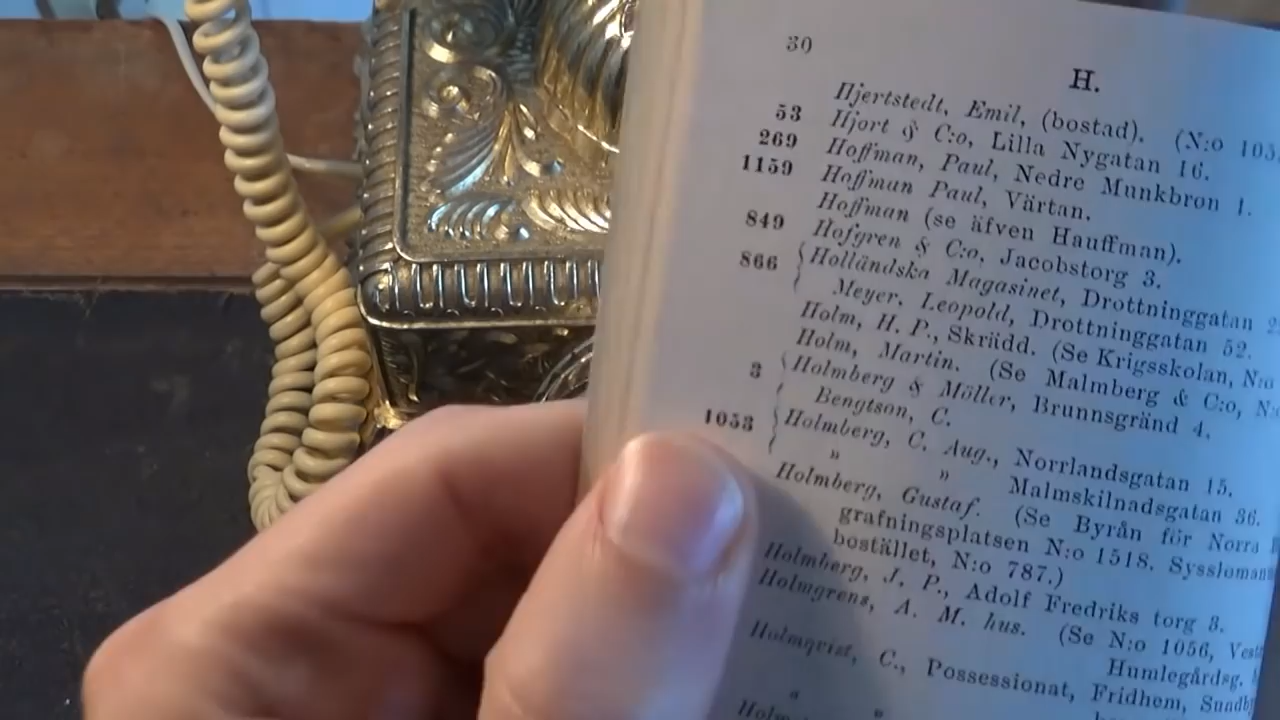 30
H.
Hjertstedt, Emil, (bostad). (N:o 105
53 Hjort & C:o, Lilla Nygatan 16.
269 Hoffman, Paul, Nedre Munkbron 1.
1159 Hoffman Paul, Värtan.
Hoffman (se äfven Hauffman).
849 Hofgren & C:o, Jacobstorg 3.
866 Holländska Magasinet, Drottninggatan
Meyer, Leopold, Drottninggatan 52.
Holm, H. P., Skrädd. (Se Krigsskolan, N:o
Holm, Martin. (Se Malmberg & C:o, N:
3 Holmberg & Möller, Brunnsgränd 4.
Bengtson, C.
1053 Holmberg, C. Aug., Norrlandsgatan 15.
" " Malmskilnadsgatan 36.
Holmberg, Gustaf. (Se Byrån för Norra
grafningsplatsen N:o 1518. Syssloman
bostället, N:o 787.)
Holmberg, J. P., Adolf Fredriks torg 3.
Holmgrens, A. M. hus. (Se N:o 1056, Vest
Humlegårdsg.
Holmqvist, C., Possessionat, Fridhem, Sundby
" "